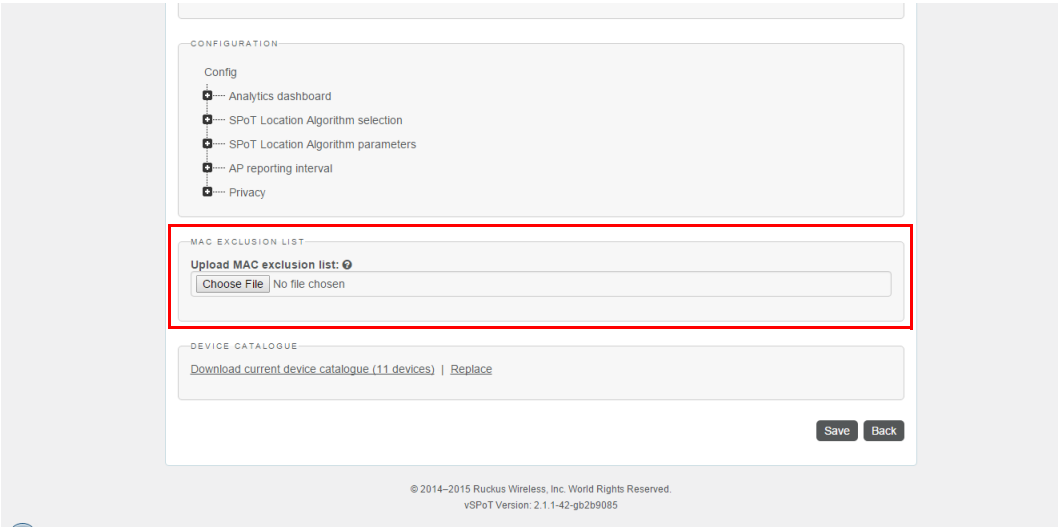 CONFIGURATION
Config
Analytics dashboard
SPoT Location Algorithm selection
SPoT Location Algorithm parameters
AP reporting interval
Privacy
MAC EXCLUSION LIST
Upload MAC exclusion list:
Choose File No file chosen
DEVICE CATALOGUE
Download current device catalogue (11 devices) | Replace
Save Back
© 2014–2015 Ruckus Wireless, Inc. World Rights Reserved.
vSPoT Version: 2.1.1-42-gb2b9085